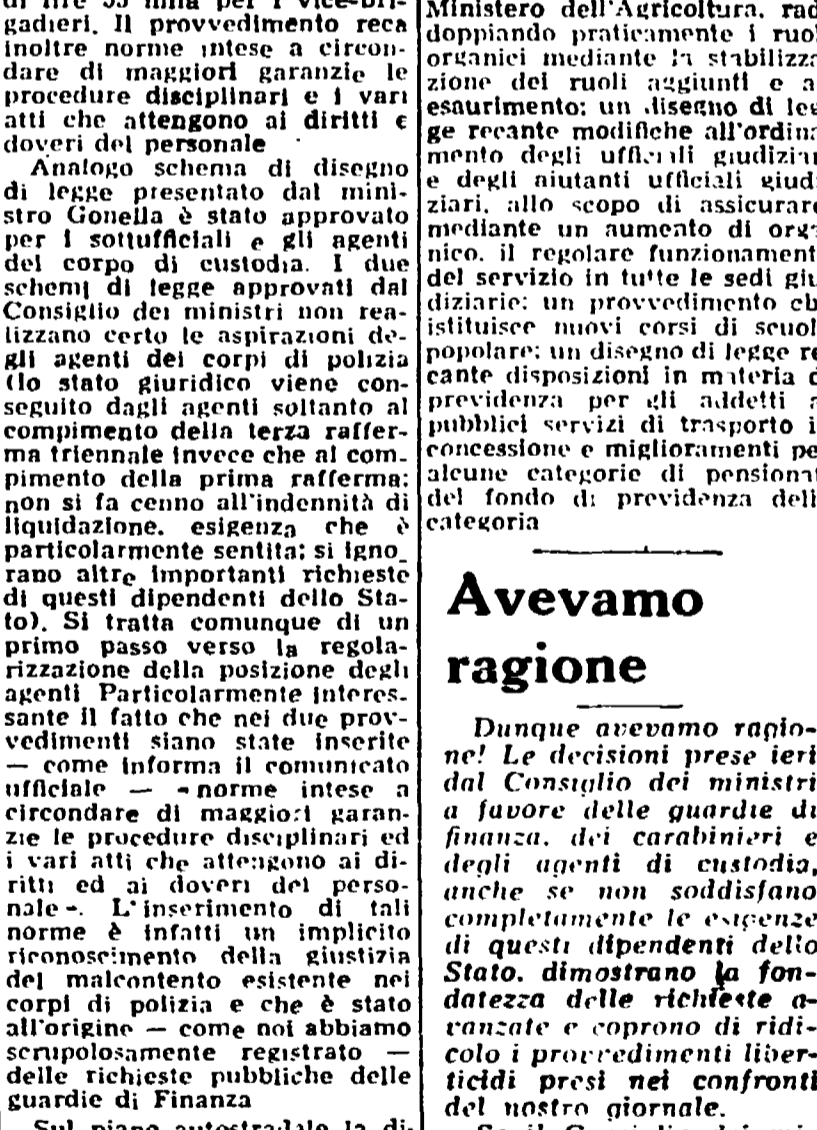 di lire 55 mila per i vice-bri-
gadieri. Il provvedimento reca
inoltre norme intese a circon-
dare di maggiori garanzie le
procedure disciplinari e i vari
atti che attengono ai diritti e
doveri del personale
Analogo schema di disegno
di legge presentato dal mini-
stro Gonella è stato approvato
per i sottufficiali e gli agenti
del corpo di custodia. I due
schemi di legge approvati dal
Consiglio dei ministri non rea-
lizzano certo le aspirazioni de-
gli agenti dei corpi di polizia
(lo stato giuridico viene con-
seguito dagli agenti soltanto al
compimento della terza raffer-
ma triennale invece che al com-
pimento della prima rafferma;
non si fa cenno all'indennità di
liquidazione, esigenza che è
particolarmente sentita; si igno_
rano altre importanti richieste
di questi dipendenti dello Sta-
to). Si tratta comunque di un
primo passo verso la regola-
rizzazione della posizione degli
agenti Particolarmente interes-
sante il fatto che nei due prov-
vedimenti siano state inserite
— come informa il comunicato
ufficiale — «norme intese a
circondare di maggiori garan-
zie le procedure disciplinari ed
i vari atti che attengono ai di-
ritti ed ai doveri del perso-
nale». L'inserimento di tali
norme è infatti un implicito
riconoscimento della giustizia
del malcontento esistente nei
corpi di polizia e che è stato
all'origine — come noi abbiamo
scrupolosamente registrato —
delle richieste pubbliche delle
guardie di Finanza
Sul piano autostradale la di-
Ministero dell'Agricoltura, rad
doppiando praticamente i ruol
organici mediante la stabilizza
zione dei ruoli aggiunti e a
esaurimento; un disegno di leg
ge recante modifiche all'ordina
mento degli ufficiali giudiziar
e degli aiutanti ufficiali giudi
ziari, allo scopo di assicurare
mediante un aumento di orga
nico, il regolare funzionament
del servizio in tutte le sedi giu
diziarie; un provvedimento ch
istituisce nuovi corsi di scuol
popolare; un disegno di legge re
cante disposizioni in materia d
previdenza per gli addetti a
pubblici servizi di trasporto i
concessione e miglioramenti pe
alcune categorie di pensionat
del fondo di previdenza dell
categoria
Avevamo
ragione
Dunque avevamo ragio-
ne! Le decisioni prese ieri
dal Consiglio dei ministri
a favore delle guardie di
finanza, dei carabinieri e
degli agenti di custodia,
anche se non soddisfano
completamente le esigenze
di questi dipendenti dello
Stato, dimostrano la fon-
datezza delle richieste a-
vanzate e coprono di ridi-
colo i provvedimenti liber-
ticidi presi nei confronti
del nostro giornale.